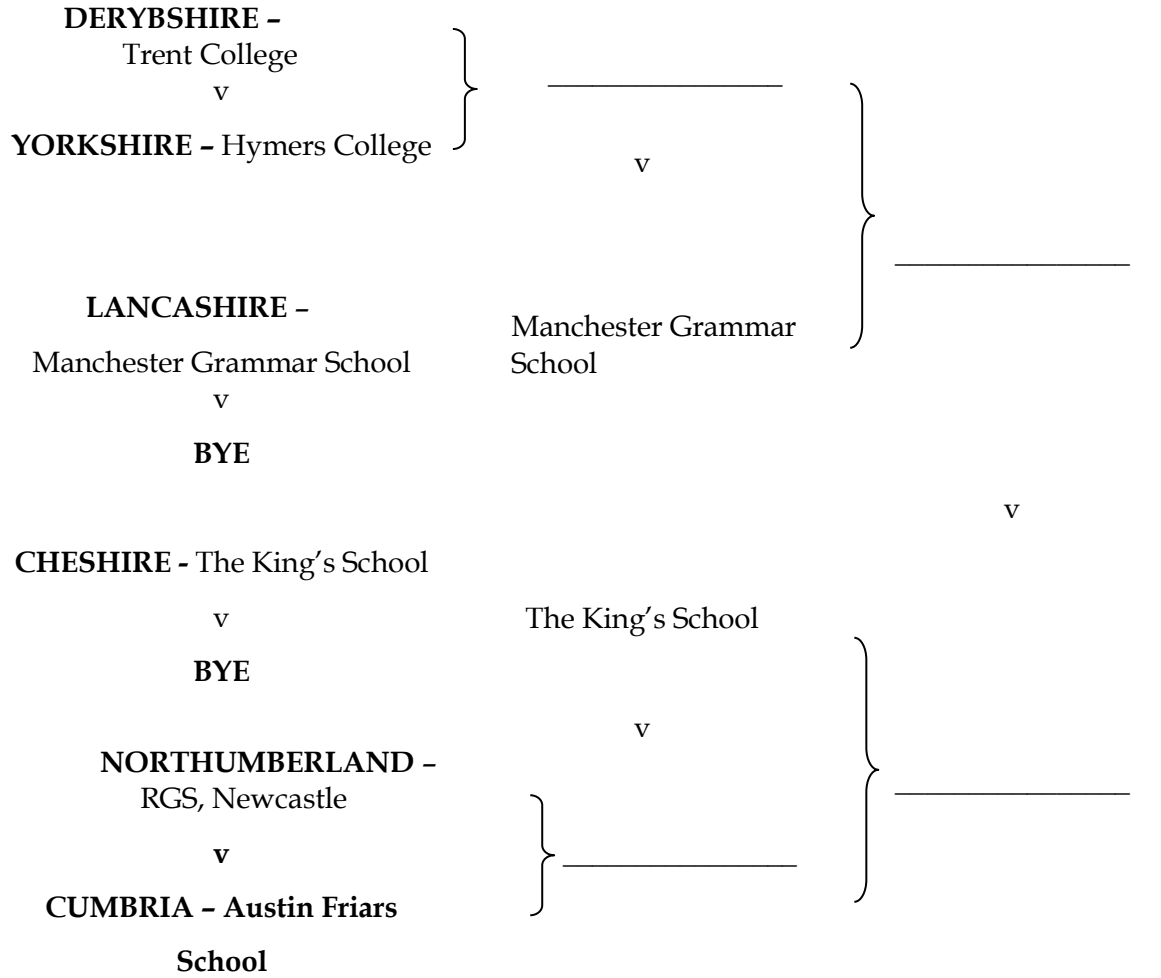 DERYBSHIRE –
Trent College
v
YORKSHIRE – Hymers College
LANCASHIRE –
Manchester Grammar School
v
BYE
CHESHIRE - The King’s School
v
BYE
NORTHUMBERLAND –
RGS, Newcastle
v
CUMBRIA – Austin Friars
School
v
Manchester Grammar
School
The King’s School
v
v